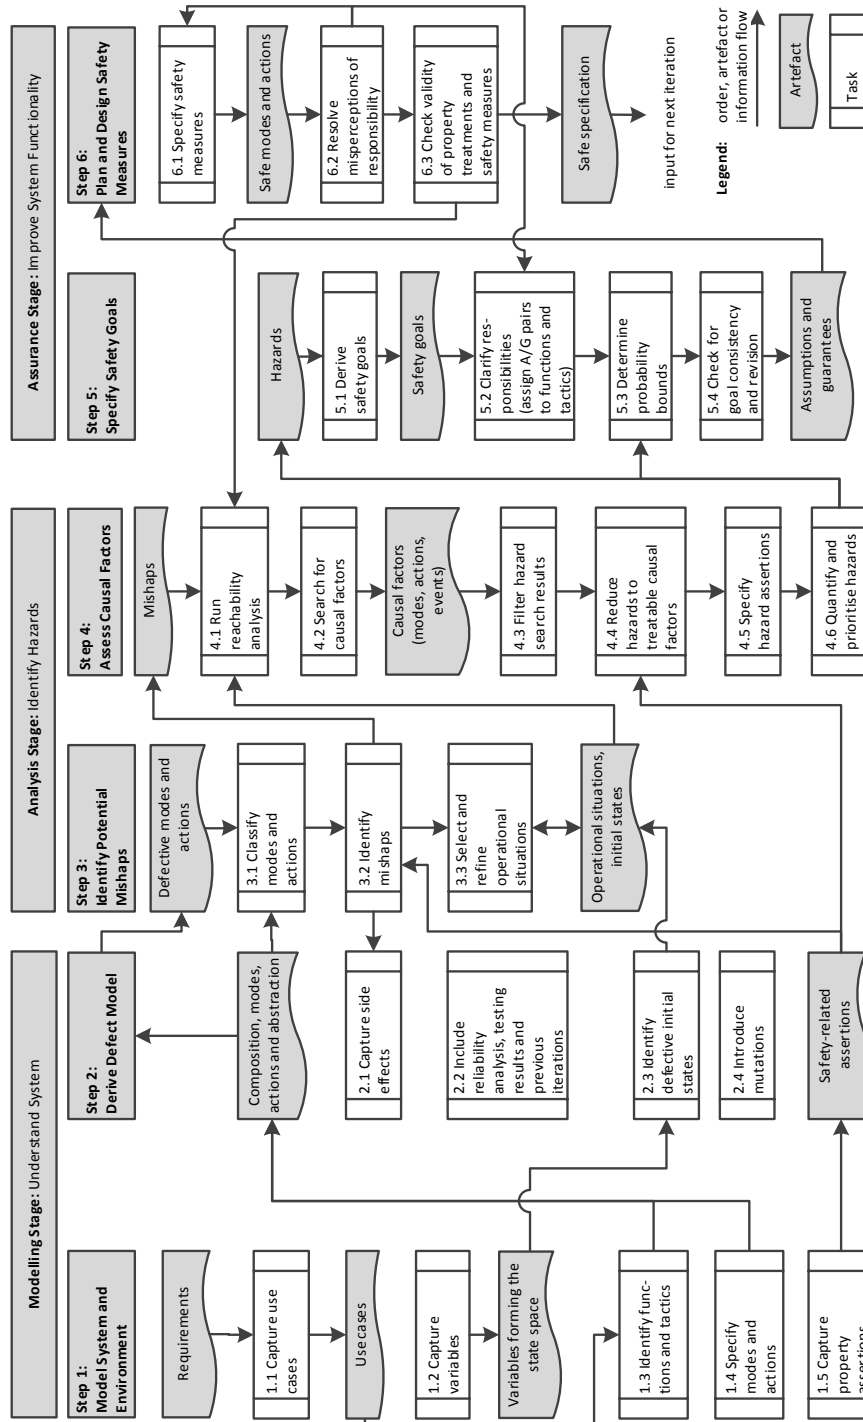 Modelling Stage: Understand System
Step 1:
Model System and
Environment
Requirements
1.1 Capture use
cases
Use cases
1.2 Capture
variables
Variables forming the
state space
1.3 Identify func-
tions and tactics
1.4 Specify
modes and
actions
1.5 Capture
property
assertions
Step 2:
Derive Defect Model
Composition, modes,
actions and abstraction
2.1 Capture side
effects
2.2 Include
reliability
analysis, testing
results and
previous
iterations
2.3 Identify
defective initial
states
2.4 Introduce
mutations
Safety-related
assertions
Analysis Stage: Identify Hazards
Step 3:
Identify Potential
Mishaps
Defective modes and
actions
3.1 Classify
modes and
actions
3.2 Identify
mishaps
3.3 Select and
refine
operational
situations
Operational situations,
initial states
Step 4:
Assess Causal Factors
Mishaps
4.1 Run
reachability
analysis
4.2 Search for
causal factors
Causal factors
(modes, actions,
events)
4.3 Filter hazard
search results
4.4 Reduce
hazards to
treatable causal
factors
4.5 Specify
hazard assertions
4.6 Quantify and
prioritise hazards
Assurance Stage: Improve System Functionality
Step 5:
Specify Safety Goals
Hazards
5.1 Derive
safety goals
Safety goals
5.2 Clarify res-
ponsibilities
(assign A/G pairs
to functions and
tactics)
5.3 Determine
probability
bounds
5.4 Check for
goal consistency
and revision
Assumptions and
guarantees
Step 6:
Plan and Design Safety
Measures
6.1 Specify safety
measures
Safe modes and actions
6.2 Resolve
misperceptions of
responsibility
6.3 Check validity
of property
treatments and
safety measures
Safe specification
input for next iteration
Legend:
order, artefact or
information flow
Artefact
Task